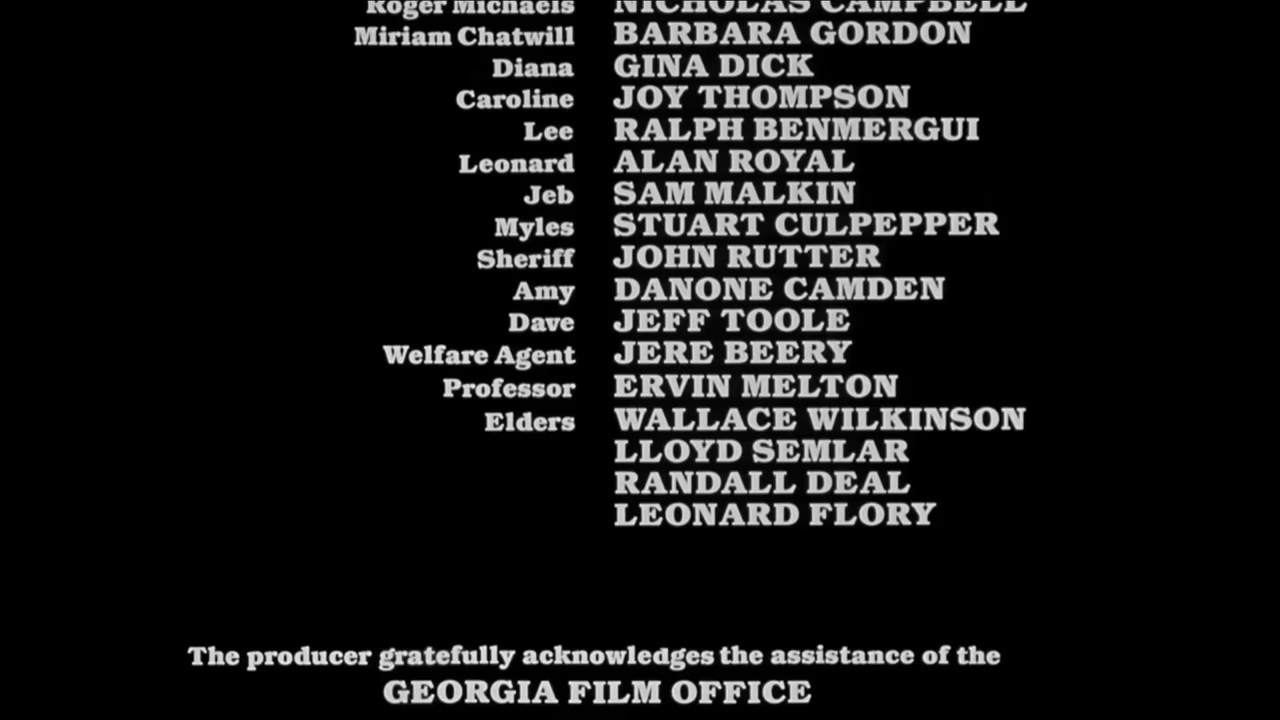 Roger Michaels NICHOLAS CAMPBELL
Miriam Chatwill BARBARA GORDON
Diana GINA DICK
Caroline JOY THOMPSON
Lee RALPH BENMERGUI
Leonard ALAN ROYAL
Jeb SAM MALKIN
Myles STUART CULPEPPER
Sheriff JOHN RUTTER
Amy DANONE CAMDEN
Dave JEFF TOOLE
Welfare Agent JERE BEERY
Professor ERVIN MELTON
Elders WALLACE WILKINSON
LLOYD SEMLAR
RANDALL DEAL
LEONARD FLORY
The producer gratefully acknowledges the assistance of the
GEORGIA FILM OFFICE